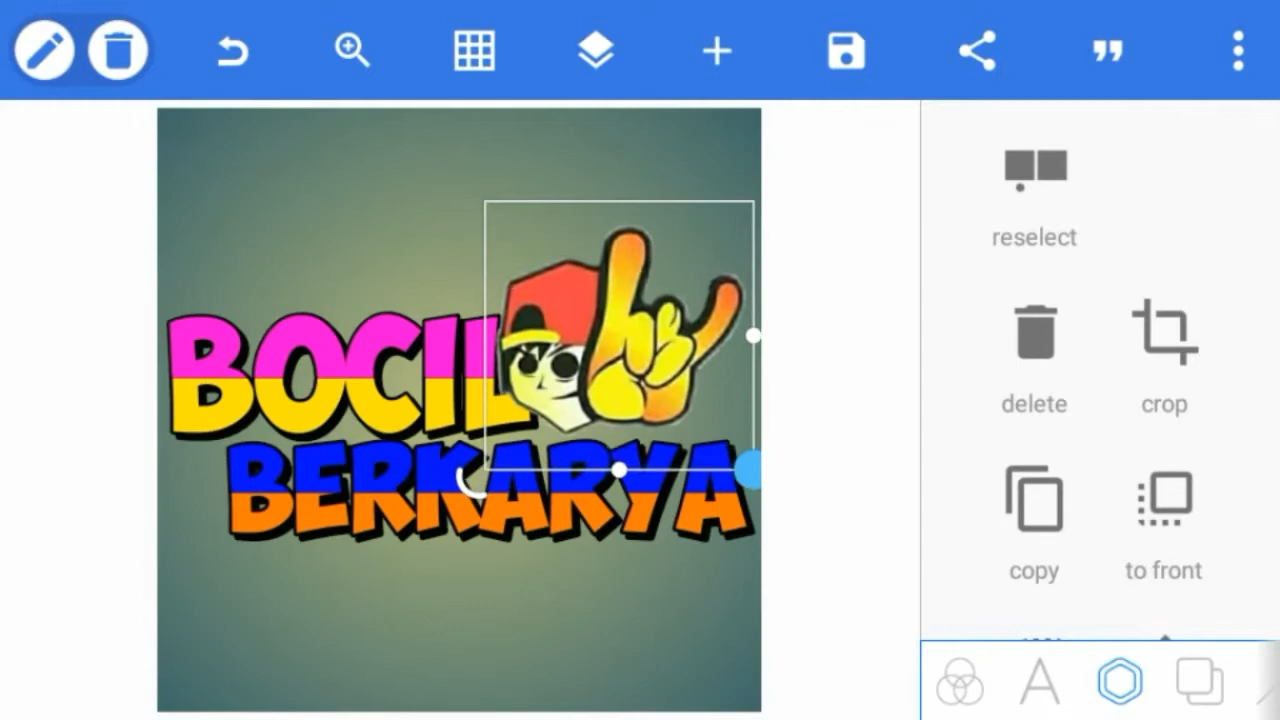 reselect
delete
crop
copy
to front
BOCIL
BERKARYA